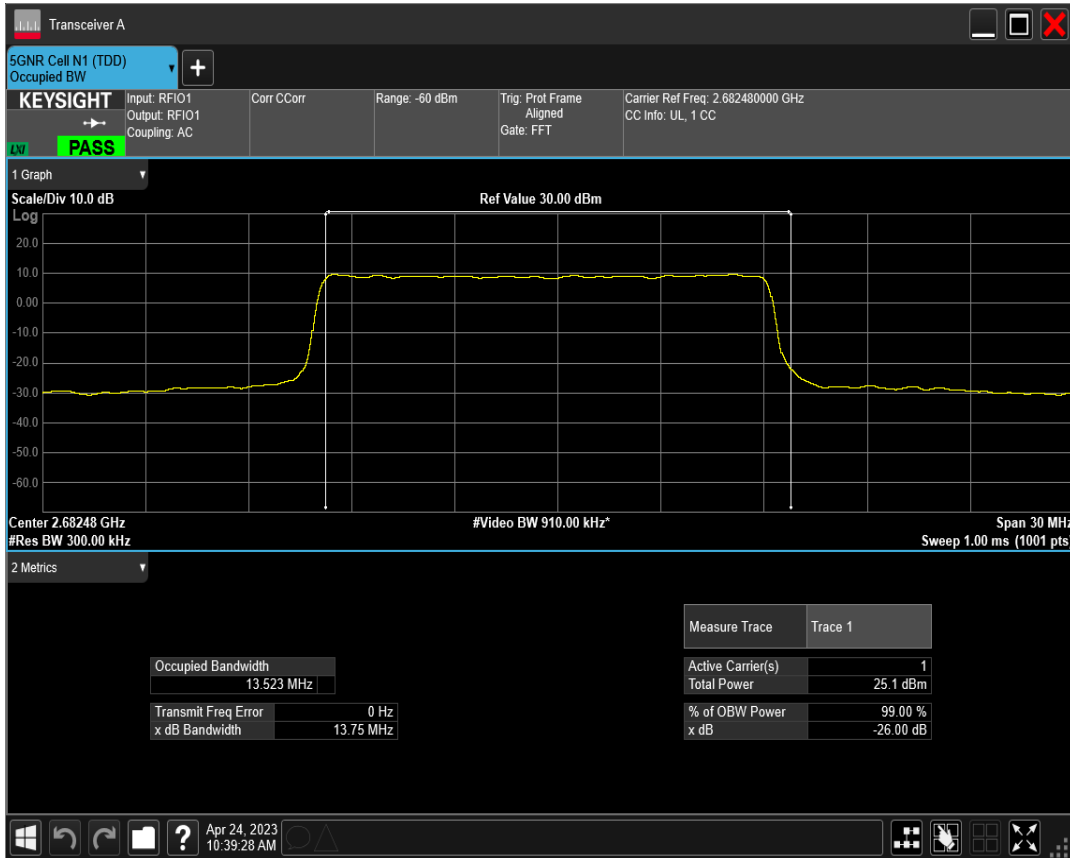 Transceiver A
5GNR Cell N1 (TDD)
Occupied BW
+
KEYSIGHT
LXI
PASS
Input: RFIO1
Output: RFIO1
Coupling: AC
Corr CCorr
Range: -60 dBm
Trig: Prot Frame
Aligned
Gate: FFT
Carrier Ref Freq: 2.682480000 GHz
CC Info: UL, 1 CC
1 Graph
Scale/Div 10.0 dB
Ref Value 30.00 dBm
Log
20.0
10.0
0.00
-10.0
-20.0
-30.0
-40.0
-50.0
-60.0
Center 2.68248 GHz
#Video BW 910.00 kHz*
Span 30 MHz
#Res BW 300.00 kHz
Sweep 1.00 ms (1001 pts)
2 Metrics
Measure Trace Trace 1
Occupied Bandwidth
13.523 MHz
Active Carrier(s) 1
Total Power 25.1 dBm
Transmit Freq Error 0 Hz
x dB Bandwidth 13.75 MHz
% of OBW Power 99.00 %
x dB -26.00 dB
?
Apr 24, 2023
10:39:28 AM